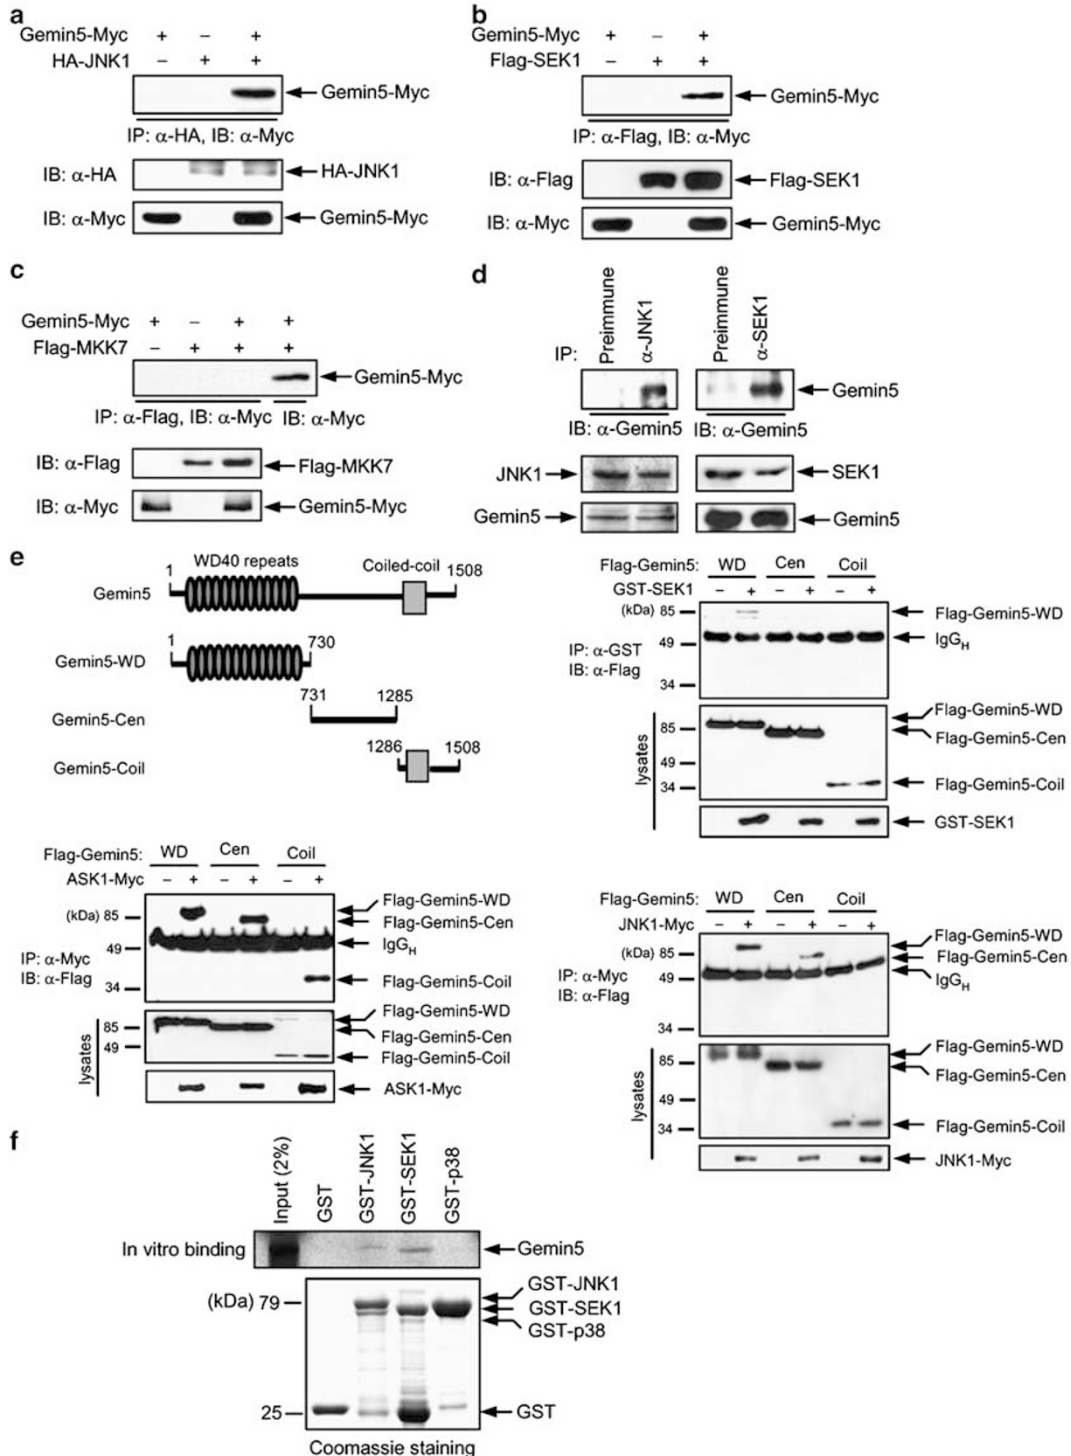 a
Gemin5-Myc + – +
HA-JNK1 – + +
Gemin5-Myc
IP: α-HA, IB: α-Myc
IB: α-HA HA-JNK1
IB: α-Myc Gemin5-Myc
b
Gemin5-Myc + – +
Flag-SEK1 – + +
Gemin5-Myc
IP: α-Flag, IB: α-Myc
IB: α-Flag Flag-SEK1
IB: α-Myc Gemin5-Myc
c
Gemin5-Myc + – + +
Flag-MKK7 – + + +
Gemin5-Myc
IP: α-Flag, IB: α-Myc IB: α-Myc
IB: α-Flag Flag-MKK7
IB: α-Myc Gemin5-Myc
d
IP: Preimmune α-JNK1 Preimmune α-SEK1
Gemin5
IB: α-Gemin5 IB: α-Gemin5
JNK1 SEK1
Gemin5 Gemin5
e
WD40 repeats Coiled-coil
Gemin5 1 1508
Gemin5-WD 1 730
Gemin5-Cen 731 1285
Gemin5-Coil 1286 1508
Flag-Gemin5: WD Cen Coil
GST-SEK1 – + – + – +
(kDa) 85 Flag-Gemin5-WD
49 IgGH
IP: α-GST
IB: α-Flag
34
lysates
Flag-Gemin5-WD
85 Flag-Gemin5-Cen
49
34 Flag-Gemin5-Coil
GST-SEK1
Flag-Gemin5: WD Cen Coil
ASK1-Myc – + – + – +
Flag-Gemin5-WD
(kDa) 85 Flag-Gemin5-Cen
49 IgGH
IP: α-Myc
IB: α-Flag
34 Flag-Gemin5-Coil
lysates
Flag-Gemin5-WD
85 Flag-Gemin5-Cen
49 Flag-Gemin5-Coil
ASK1-Myc
Flag-Gemin5: WD Cen Coil
JNK1-Myc – + – + – +
Flag-Gemin5-WD
(kDa) 85 Flag-Gemin5-Cen
49 IgGH
IP: α-Myc
IB: α-Flag
34
lysates
Flag-Gemin5-WD
85 Flag-Gemin5-Cen
49
34 Flag-Gemin5-Coil
JNK1-Myc
f
Input (2%) GST GST-JNK1 GST-SEK1 GST-p38
In vitro binding Gemin5
GST-JNK1
(kDa) 79 GST-SEK1
GST-p38
25 GST
Coomassie staining